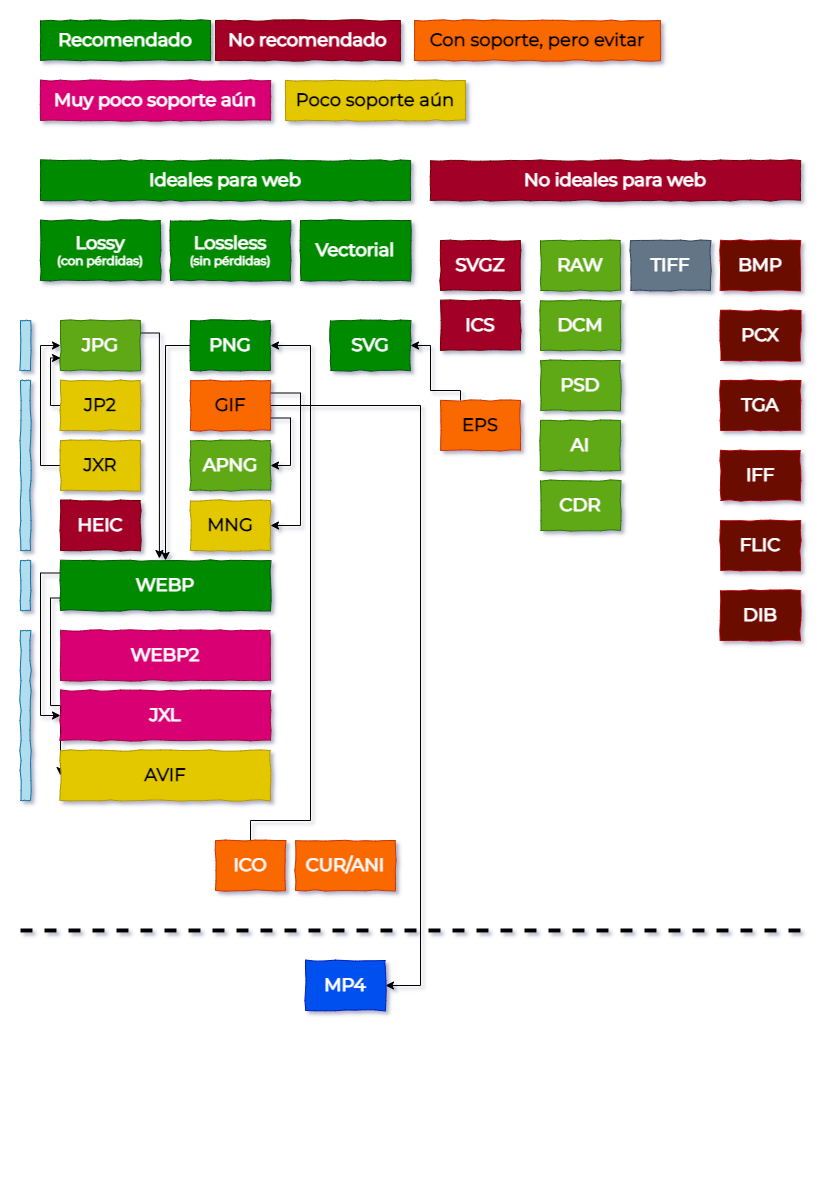 Recomendado
No recomendado
Con soporte, pero evitar
Muy poco soporte aún
Poco soporte aún
Ideales para web
No ideales para web
Lossy
(con pérdidas)
Lossless
(sin pérdidas)
Vectorial
SVGZ
RAW
TIFF
BMP
ICS
DCM
PCX
JPG
PNG
SVG
PSD
JP2
GIF
TGA
EPS
AI
JXR
APNG
IFF
CDR
HEIC
MNG
FLIC
WEBP
DIB
WEBP2
JXL
AVIF
ICO
CUR/ANI
MP4